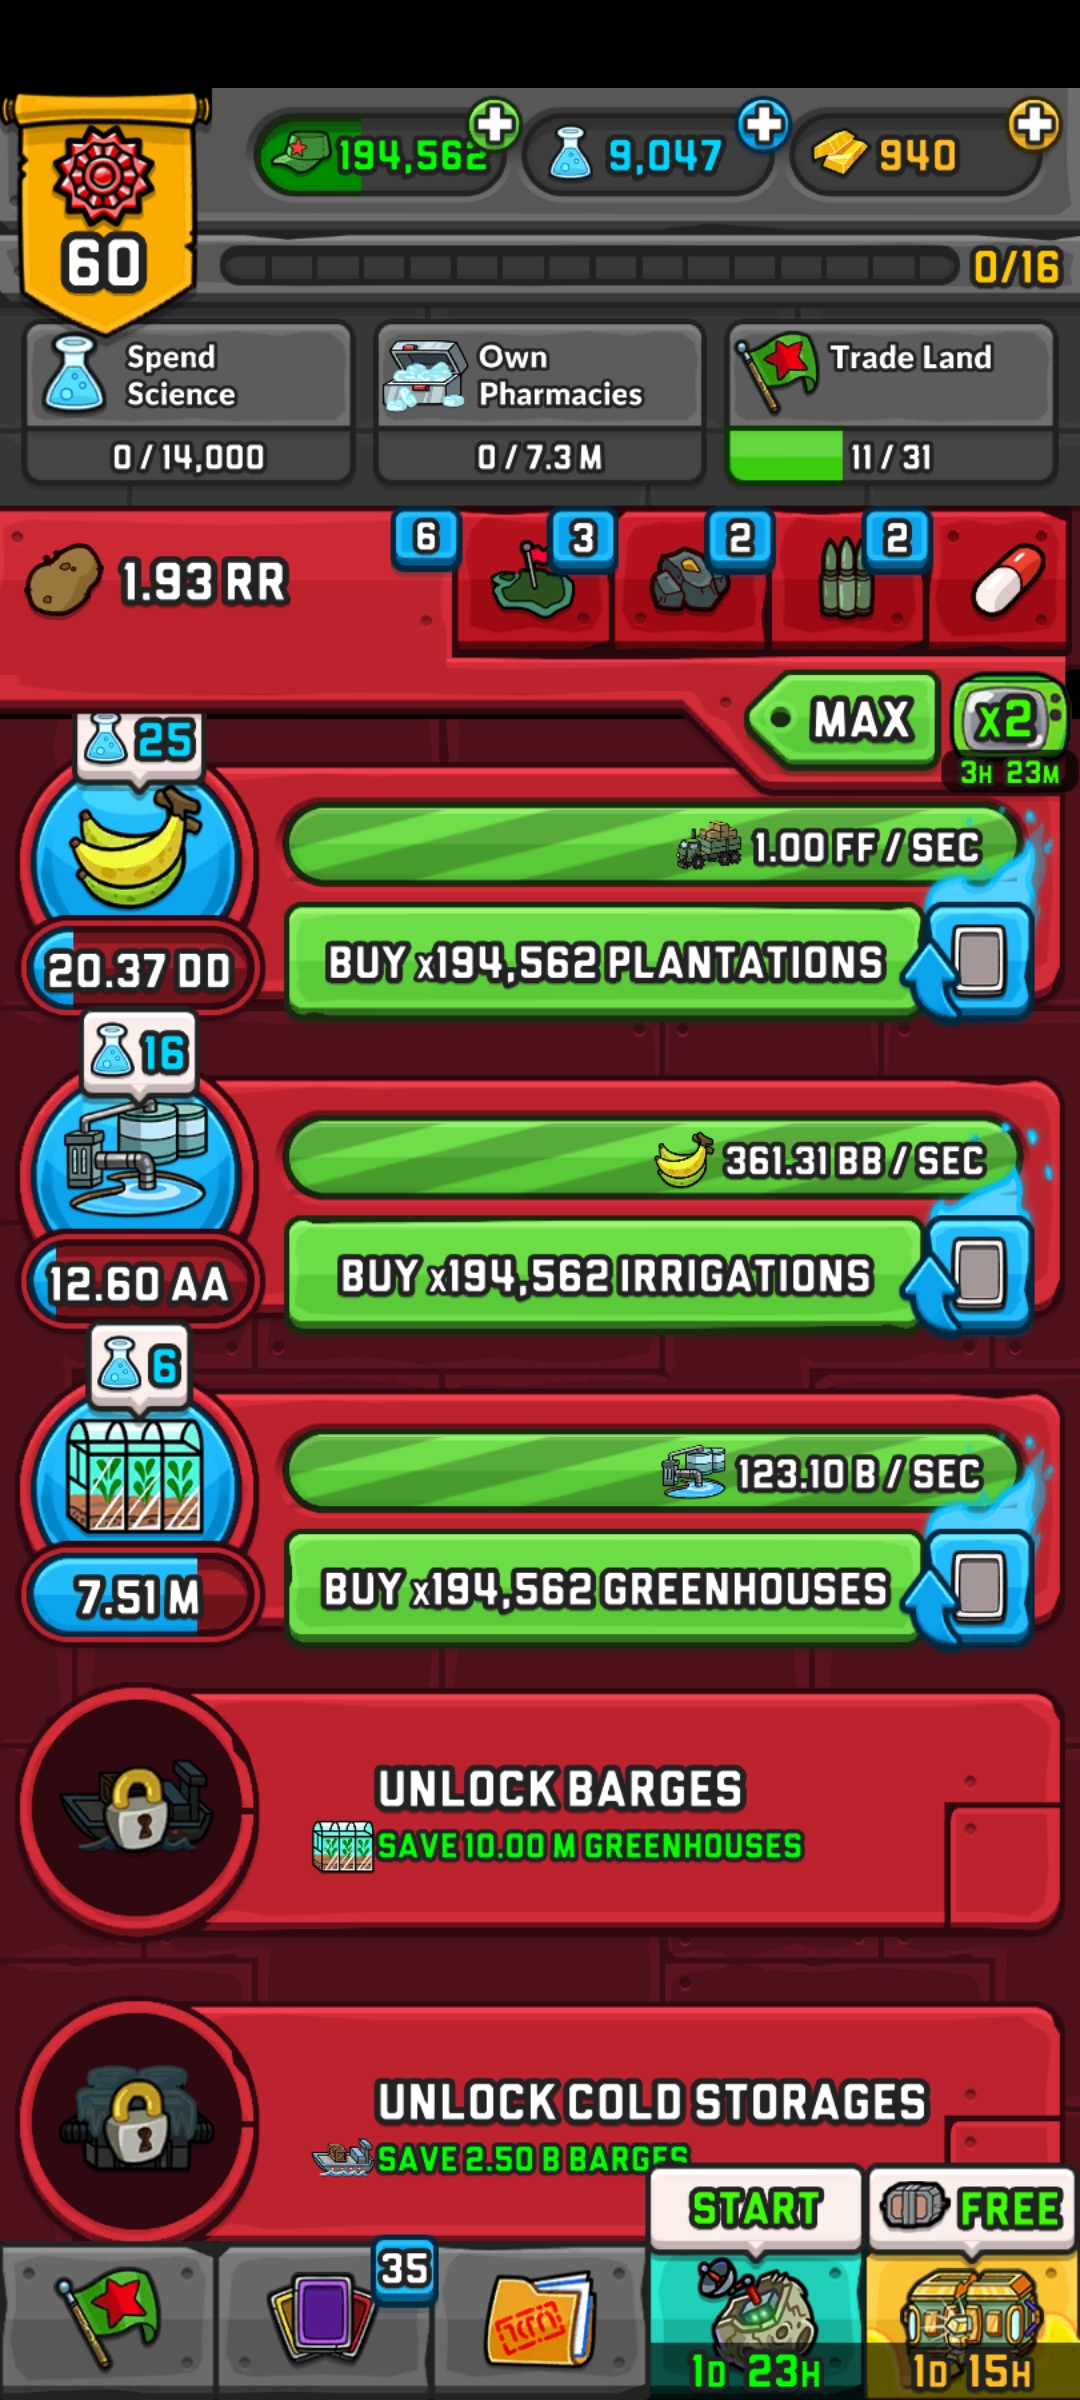 194,562
9,047
940
60
0/16
Spend
Science
0/14,000
Own
Pharmacies
0/7.3 M
Trade Land
11/31
1.93 RR
6
3
2
2
MAX
x2
3H 23M
25
1.00 FF / SEC
20.37 DD
BUY x194,562 PLANTATIONS
16
361.31 BB / SEC
12.60 AA
BUY x194,562 IRRIGATIONS
6
123.10 B / SEC
7.51 M
BUY x194,562 GREENHOUSES
UNLOCK BARGES
SAVE 10.00 M GREENHOUSES
UNLOCK COLD STORAGES
SAVE 2.50 B BARGES
START
FREE
35
1D 23H
1D 15H